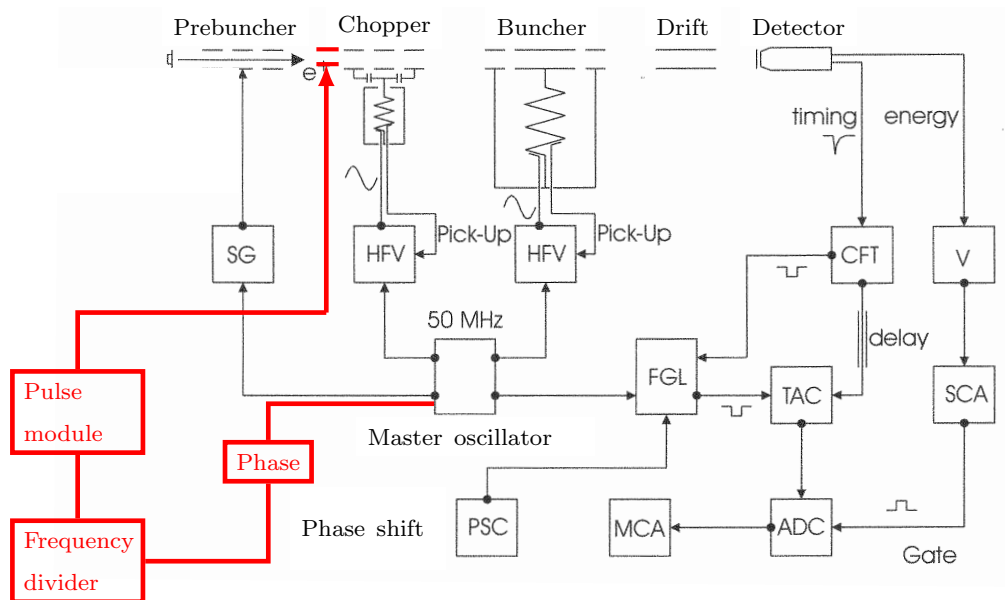 Prebuncher
Chopper
Buncher
Drift
Detector
e
timing
energy
Pick-Up
Pick-Up
SG
HFV
HFV
CFT
V
50 MHz
delay
FGL
TAC
SCA
Pulse
module
Master oscillator
Phase
Phase shift
PSC
MCA
ADC
Gate
Frequency
divider